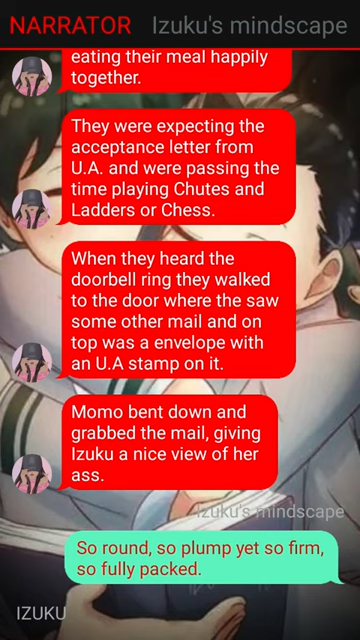 NARRATOR Izuku's mindscape
eating their meal happily
together.
They were expecting the
acceptance letter from
U.A. and were passing the
time playing Chutes and
Ladders or Chess.
When they heard the
doorbell ring they walked
to the door where the saw
some other mail and on
top was a envelope with
an U.A stamp on it.
Momo bent down and
grabbed the mail, giving
Izuku a nice view of her
ass.
Izuku's mindscape
So round, so plump yet so firm,
so fully packed.
IZUKU